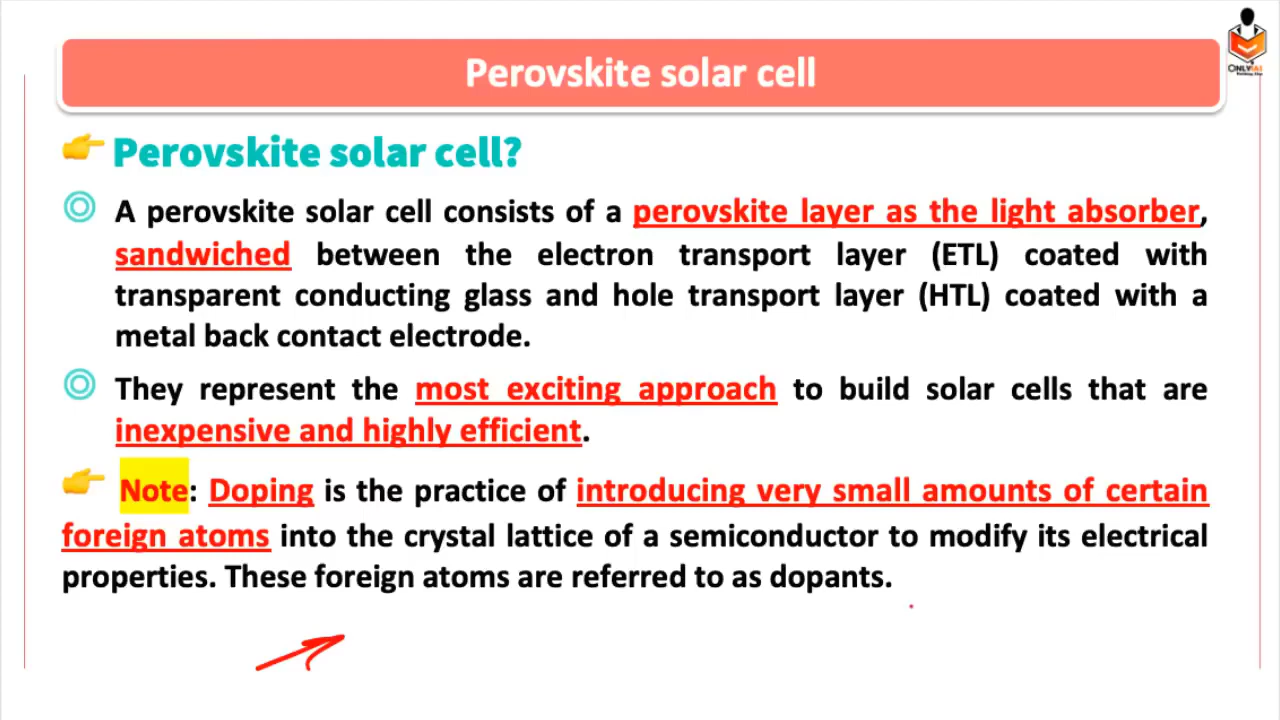 Perovskite solar cell
ONLYIAS
Perovskite solar cell?
A perovskite solar cell consists of a perovskite layer as the light absorber,
sandwiched between the electron transport layer (ETL) coated with
transparent conducting glass and hole transport layer (HTL) coated with a
metal back contact electrode.
They represent the most exciting approach to build solar cells that are
inexpensive and highly efficient.
Note: Doping is the practice of introducing very small amounts of certain
foreign atoms into the crystal lattice of a semiconductor to modify its electrical
properties. These foreign atoms are referred to as dopants.